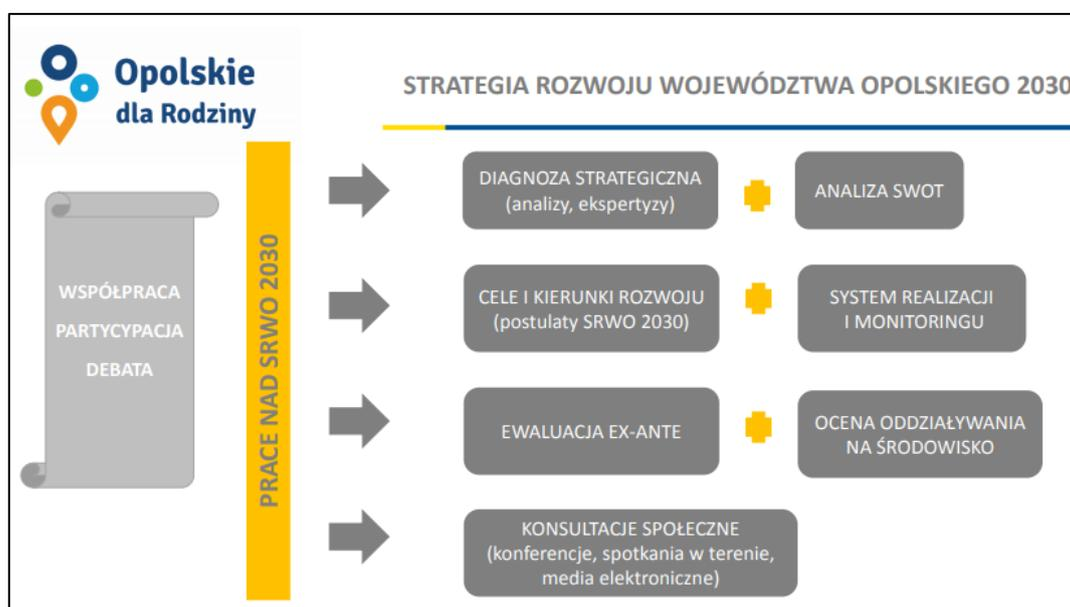 Opolskie
dla Rodziny
STRATEGIA ROZWOJU WOJEWÓDZTWA OPOLSKIEGO 2030
WSPÓŁPRACA
PARTYCYPACJA
DEBATA
PRACE NAD SRWO 2030
DIAGNOZA STRATEGICZNA
(analizy, ekspertyzy)
ANALIZA SWOT
CELE I KIERUNKI ROZWOJU
(postulaty SRWO 2030)
SYSTEM REALIZACJI
I MONITORINGU
EWALUACJA EX-ANTE
OCENA ODDZIAŁYWANIA
NA ŚRODOWISKO
KONSULTACJE SPOŁECZNE
(konferencje, spotkania w terenie,
media elektroniczne)